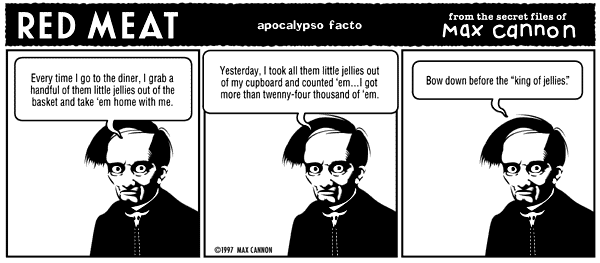 RED MEAT
apocalypso facto
from the secret files of
Max cannon
Every time I go to the diner, I grab a
handful of them little jellies out of the
basket and take 'em home with me.
Yesterday, I took all them little jellies out
of my cupboard and counted 'em...I got
more than twenny-four thousand of 'em.
©1997 MAX CANNON
Bow down before the “king of jellies.”